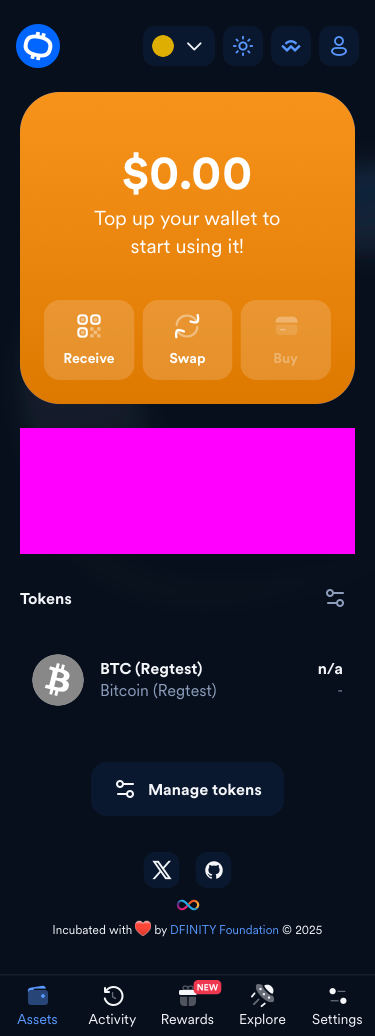 $0.00
Top up your wallet to
start using it!
Receive
Swap
Buy
Tokens
BTC (Regtest)
n/a
Bitcoin (Regtest)
-
Manage tokens
Incubated with ❤️ by DFINITY Foundation © 2025
NEW
Assets
Activity
Rewards
Explore
Settings